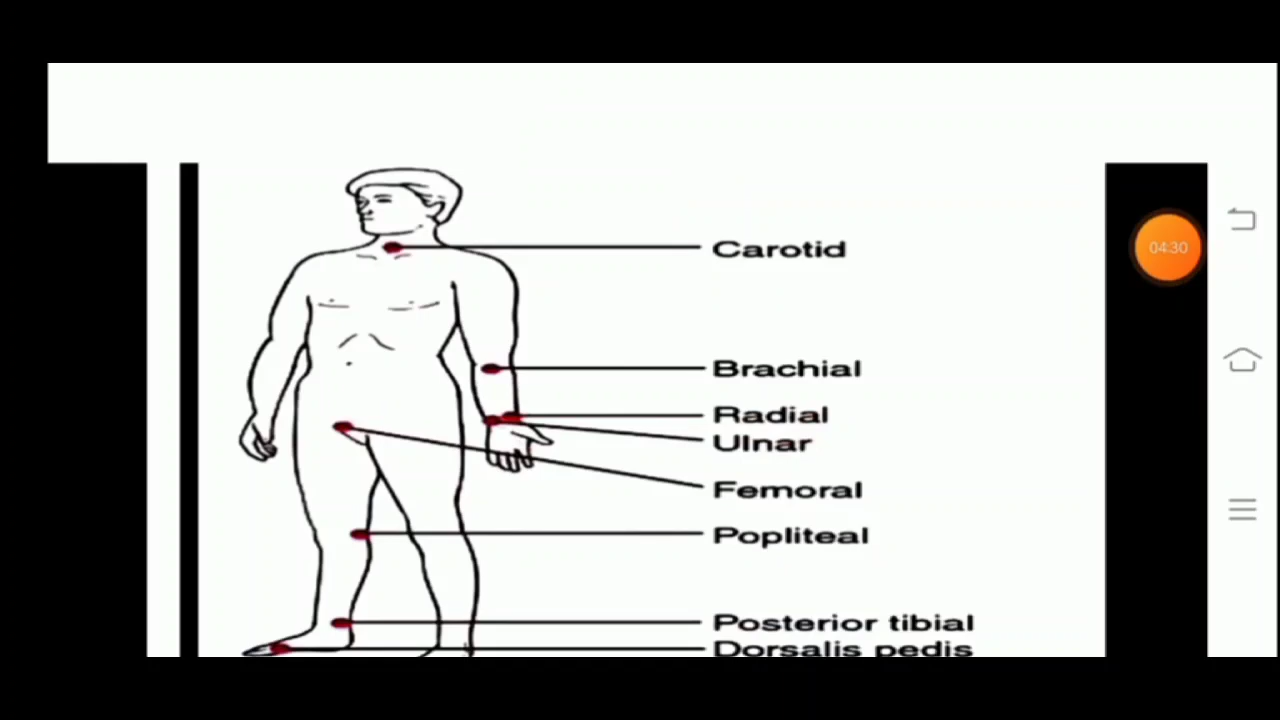 Carotid
04:30
Brachial
Radial
Ulnar
Femoral
Popliteal
Posterior tibial
Dorsalis pedis